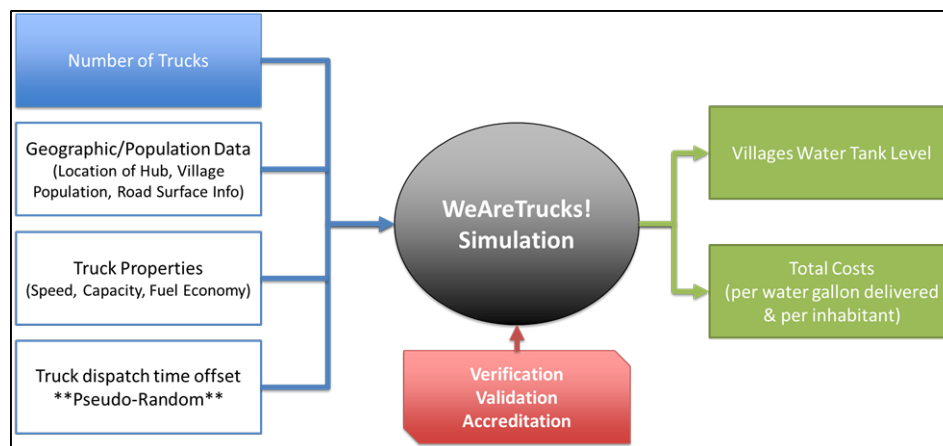 Number of Trucks
Geographic/Population Data
(Location of Hub, Village
Population, Road Surface Info)
Truck Properties
(Speed, Capacity, Fuel Economy)
Truck dispatch time offset
**Pseudo-Random**
WeAreTrucks!
Simulation
Verification
Validation
Accreditation
Villages Water Tank Level
Total Costs
(per water gallon delivered
& per inhabitant)